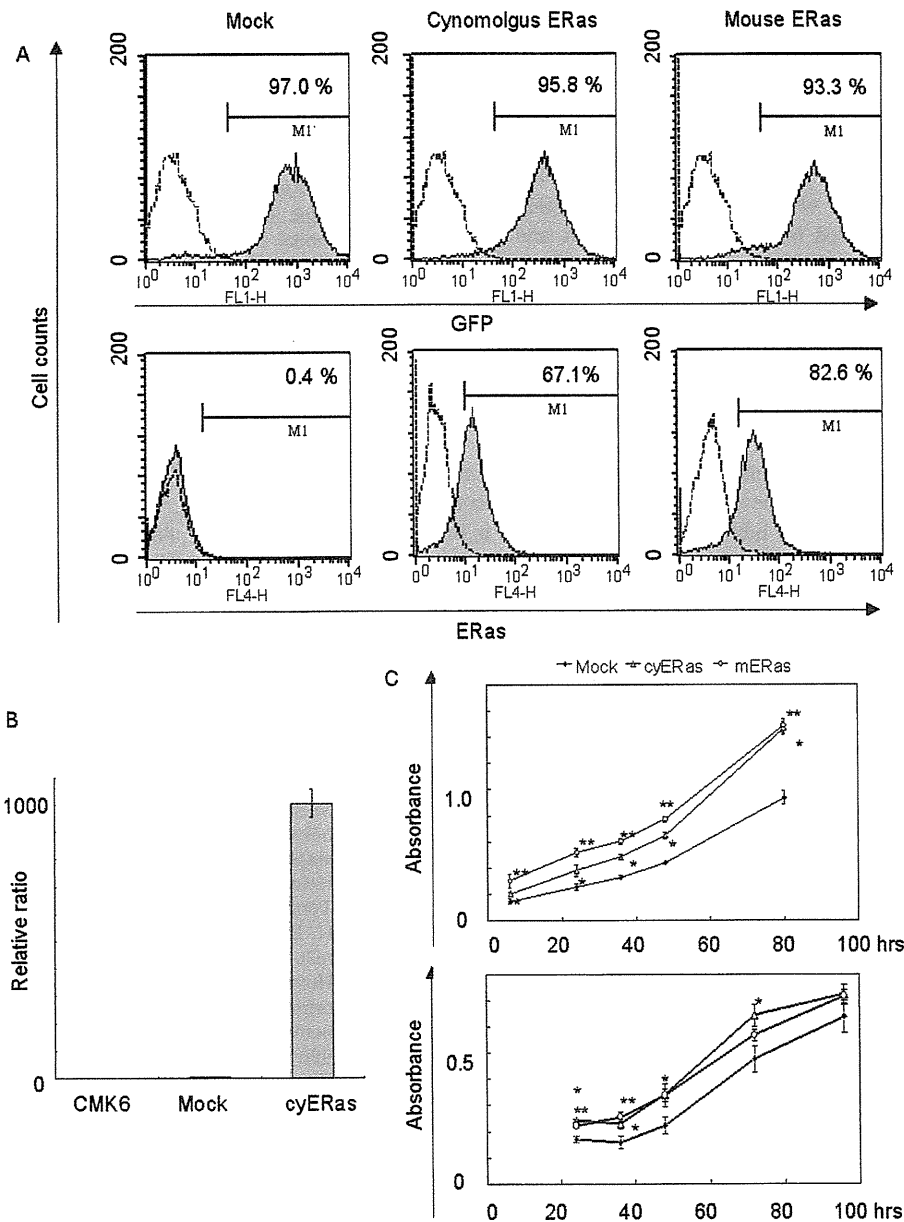 Mock Cynomolgus ERas Mouse ERas
A
200 200 200
97.0 % 95.8 % 93.3 %
M1 M1 M1
0 0 0
10⁰ 10¹ 10² 10³ 10⁴ 10⁰ 10¹ 10² 10³ 10⁴ 10⁰ 10¹ 10² 10³ 10⁴
FL1-H FL1-H FL1-H
GFP
Cell counts
200 200 200
0.4 % 67.1% 82.6 %
M1 M1 M1
0 0 0
10⁰ 10¹ 10² 10³ 10⁴ 10⁰ 10¹ 10² 10³ 10⁴ 10⁰ 10¹ 10² 10³ 10⁴
FL4-H FL4-H FL4-H
ERas
B
Relative ratio
1000
0
CMK6 Mock cyERas
C
Mock cyERas mERas
Absorbance
1.0
0
** ** ** ** **
** * * * *
0 20 40 60 80 100 hrs
Absorbance
0.5
0
* ** * *
** *
0 20 40 60 80 100 hrs